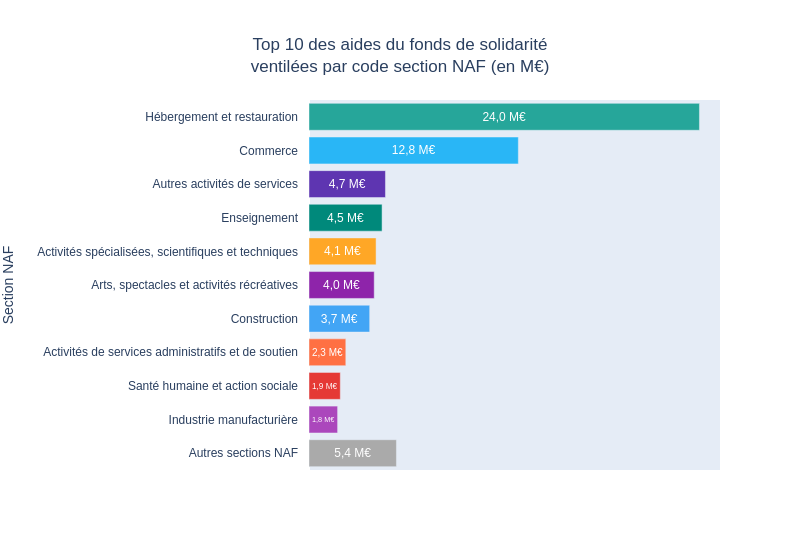 Top 10 des aides du fonds de solidarité
ventilées par code section NAF (en M€)
Section NAF
Hébergement et restauration 24,0 M€
Commerce 12,8 M€
Autres activités de services 4,7 M€
Enseignement 4,5 M€
Activités spécialisées, scientifiques et techniques 4,1 M€
Arts, spectacles et activités récréatives 4,0 M€
Construction 3,7 M€
Activités de services administratifs et de soutien 2,3 M€
Santé humaine et action sociale 1,9 M€
Industrie manufacturière 1,8 M€
Autres sections NAF 5,4 M€